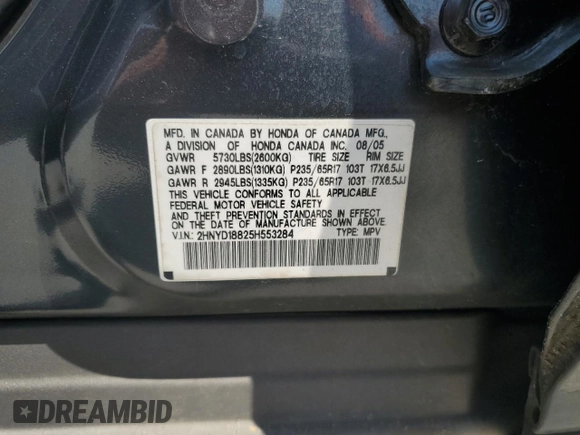 MFD. IN CANADA BY HONDA OF CANADA MFG.,
A DIVISION OF HONDA CANADA INC. 08/05
GVWR 5730LBS(2600KG) TIRE SIZE RIM SIZE
GAWR F 2890LBS(1310KG) P235/65R17 103T 17X6.5JJ
GAWR R 2945LBS(1335KG) P235/65R17 103T 17X6.5JJ
THIS VEHICLE CONFORMS TO ALL APPLICABLE
FEDERAL MOTOR VEHICLE SAFETY
AND THEFT PREVENTION STANDARDS IN EFFECT
ON THE DATE OF MANUFACTURE SHOWN ABOVE.
V.I.N.: 2HNYD18825H553284 TYPE: MPV
DREAMBID